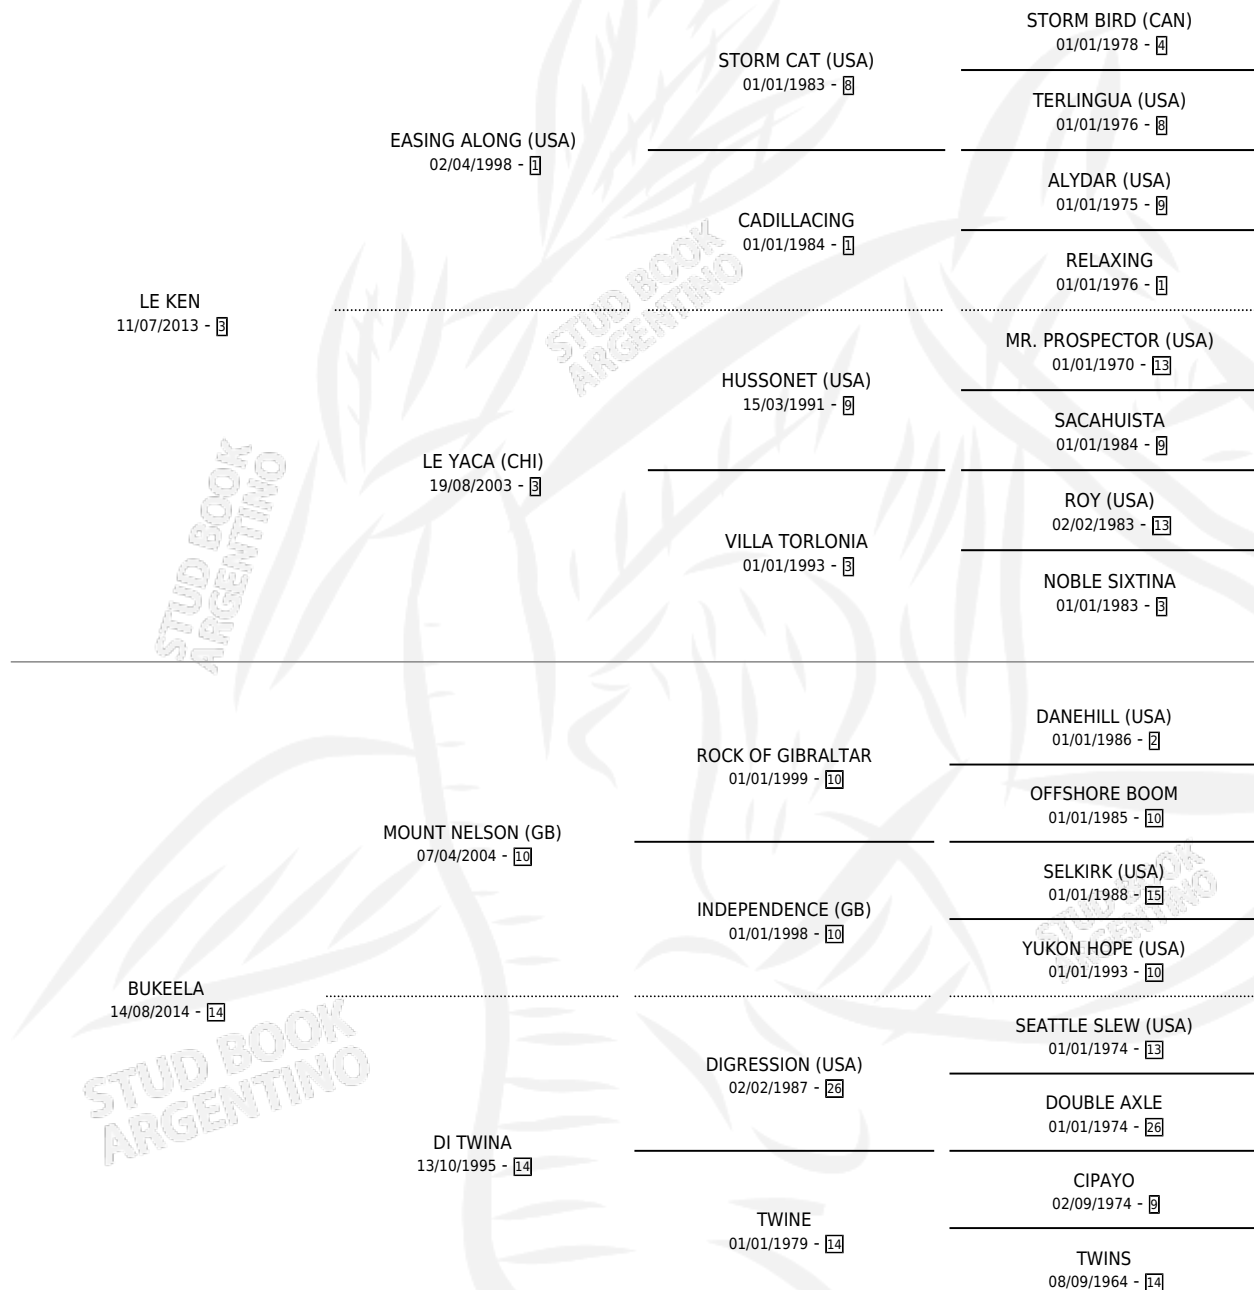 STORM BIRD (CAN)
01/01/1978 - 4
STORM CAT (USA)
01/01/1983 - 8
TERLINGUA (USA)
01/01/1976 - 8
EASING ALONG (USA)
02/04/1998 - 1
ALYDAR (USA)
01/01/1975 - 9
CADILLACING
01/01/1984 - 1
RELAXING
01/01/1976 - 1
LE KEN
11/07/2013 - 3
MR. PROSPECTOR (USA)
01/01/1970 - 13
HUSSONET (USA)
15/03/1991 - 9
SACAHUISTA
01/01/1984 - 9
LE YACA (CHI)
19/08/2003 - 3
ROY (USA)
02/02/1983 - 13
VILLA TORLONIA
01/01/1993 - 3
NOBLE SIXTINA
01/01/1983 - 3
DANEHILL (USA)
01/01/1986 - 2
ROCK OF GIBRALTAR
01/01/1999 - 10
OFFSHORE BOOM
01/01/1985 - 10
MOUNT NELSON (GB)
07/04/2004 - 10
SELKIRK (USA)
01/01/1988 - 15
INDEPENDENCE (GB)
01/01/1998 - 10
YUKON HOPE (USA)
01/01/1993 - 10
BUKEELA
14/08/2014 - 14
SEATTLE SLEW (USA)
01/01/1974 - 13
DIGRESSION (USA)
02/02/1987 - 26
DOUBLE AXLE
01/01/1974 - 26
DI TWINA
13/10/1995 - 14
CIPAYO
02/09/1974 - 9
TWINE
01/01/1979 - 14
TWINS
08/09/1964 - 14
STUD BOOK
ARGENTINO
STUD BOOK
ARGENTINO
STUD BOOK
ARGENTINO
STUD BOOK
ARGENTINO